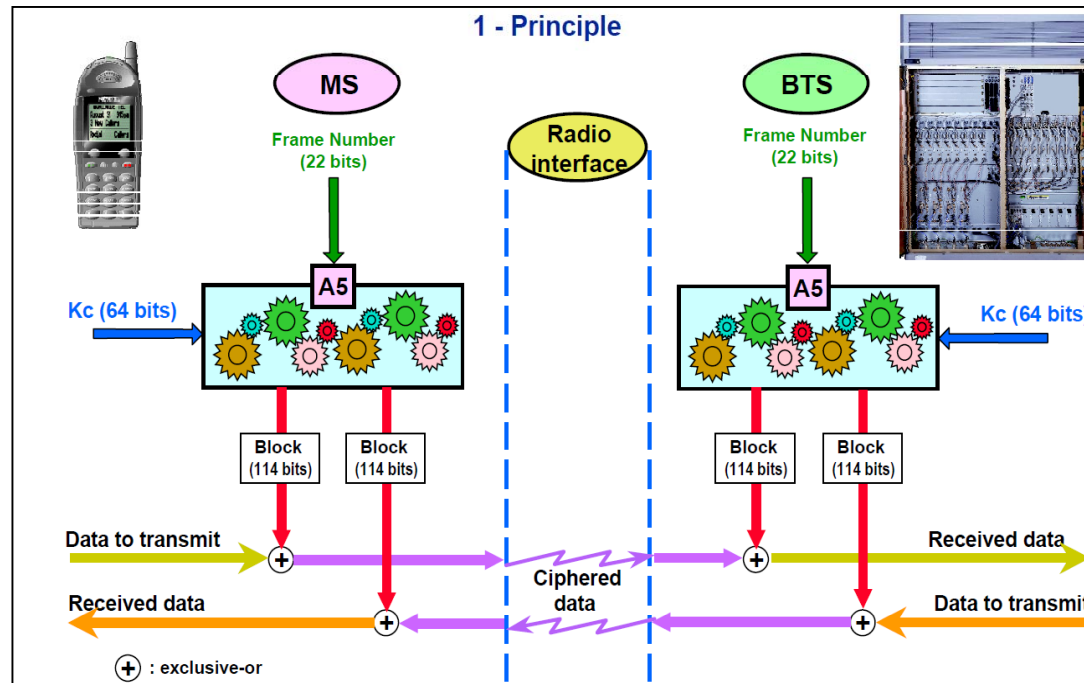 1 - Principle
MS
BTS
Frame Number
(22 bits)
Radio
interface
Frame Number
(22 bits)
A5
A5
Kc (64 bits)
Kc (64 bits
Block
(114 bits)
Block
(114 bits)
Block
(114 bits)
Block
(114 bits)
Data to transmit
Received data
Ciphered
data
Received data
Data to transmit
+ + + +
+ : exclusive-or